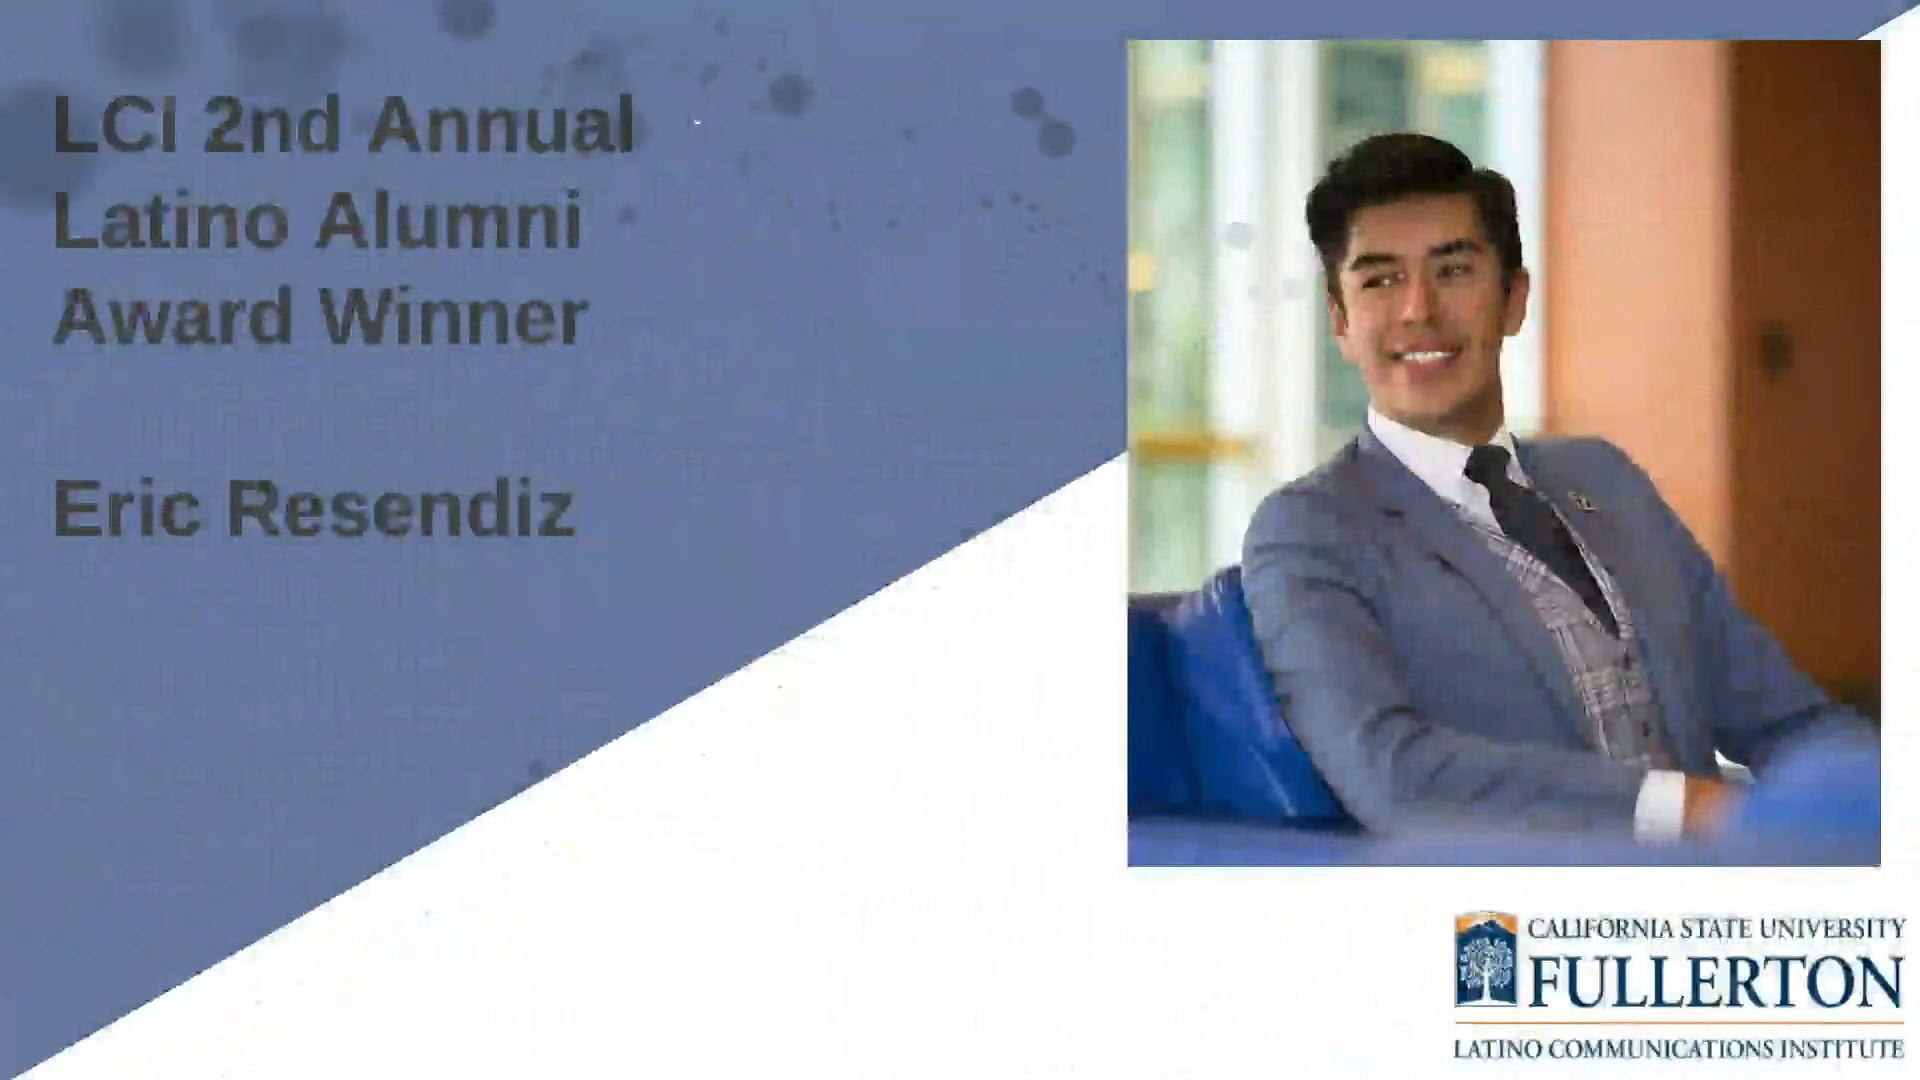 LCI 2nd Annual
Latino Alumni
Award Winner
Eric Resendiz
CALIFORNIA STATE UNIVERSITY
FULLERTON
LATINO COMMUNICATIONS INSTITUTE